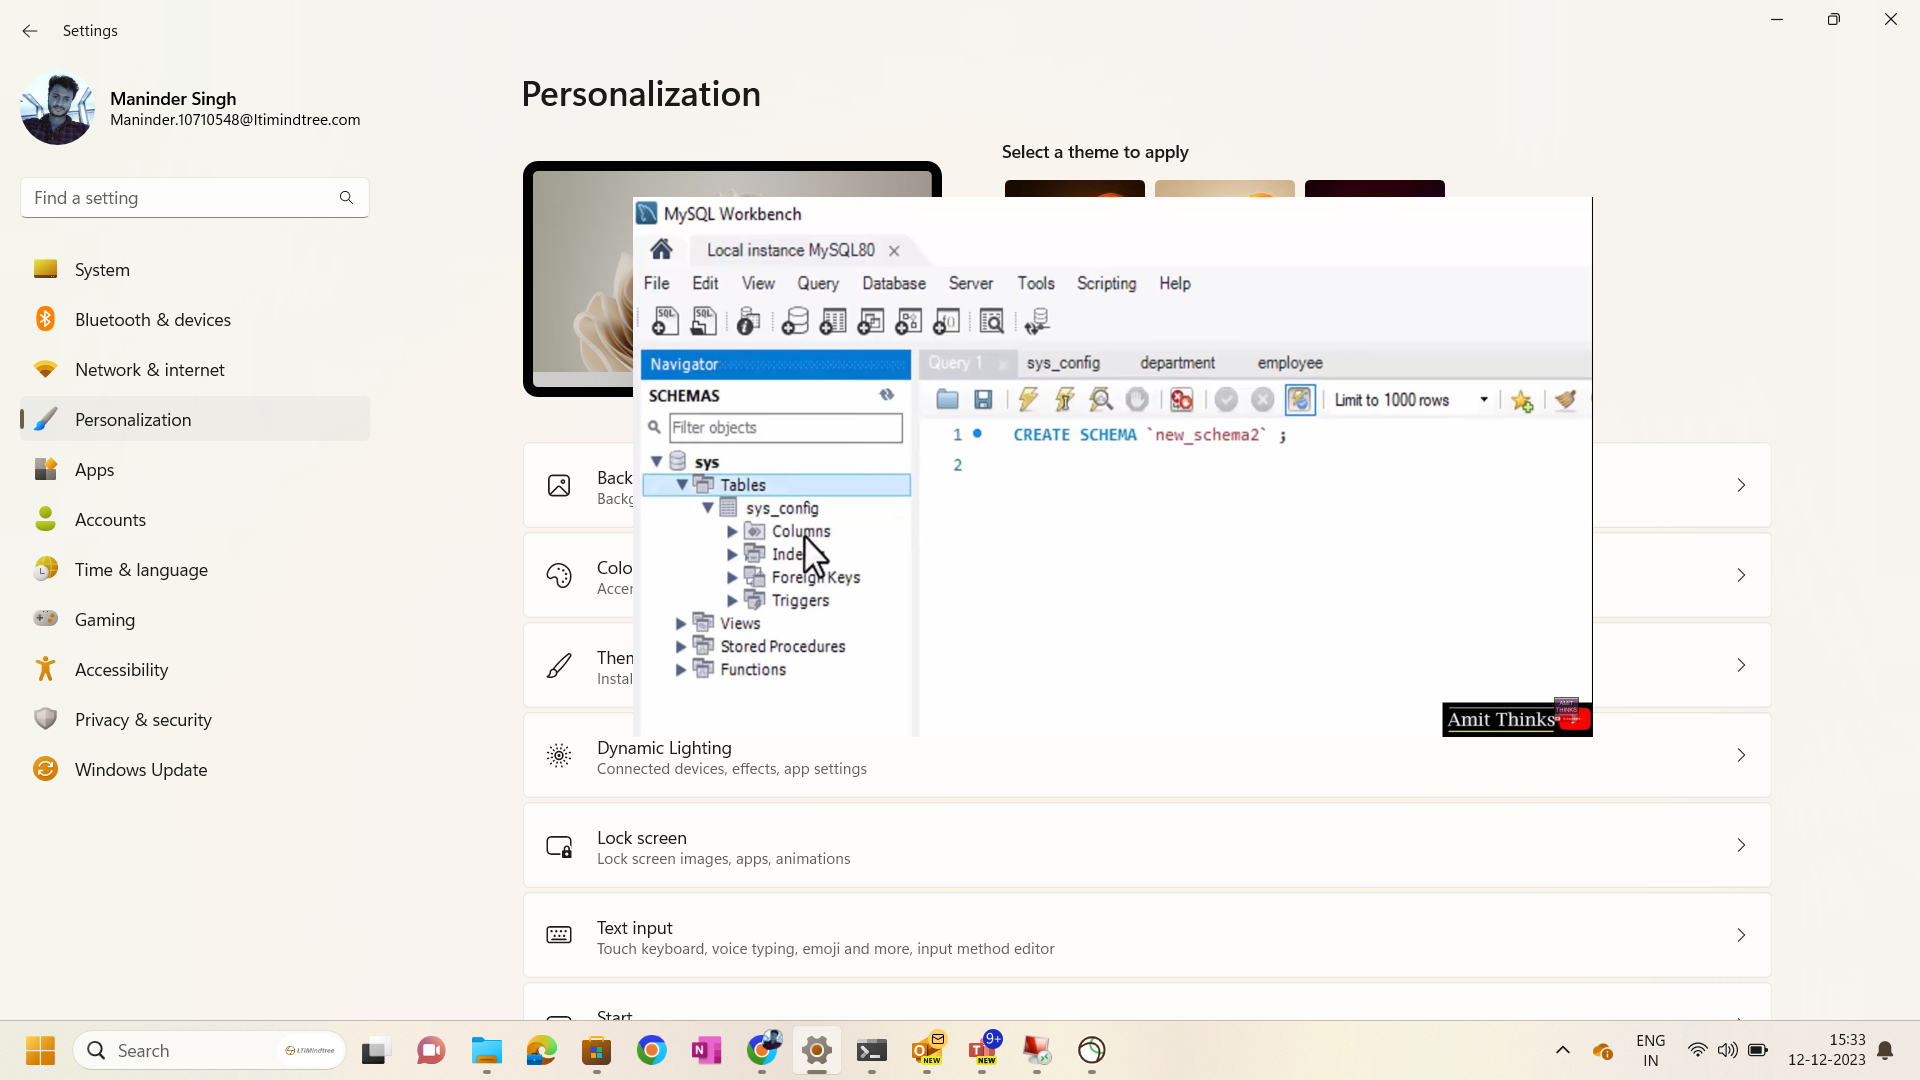 Settings
Maninder Singh
Maninder.10710548@ltimindtree.com
Find a setting
System
Bluetooth & devices
Network & internet
Personalization
Apps
Accounts
Time & language
Gaming
Accessibility
Privacy & security
Windows Update
Personalization
Select a theme to apply
MySQL Workbench
Local instance MySQL80
File Edit View Query Database Server Tools Scripting Help
Navigator
SCHEMAS
Filter objects
sys
Tables
sys_config
Columns
Inde
Foreign Keys
Triggers
Views
Stored Procedures
Functions
Query 1 sys_config department employee
Limit to 1000 rows
1 CREATE SCHEMA `new_schema2` ;
2
Amit Thinks
Back
Backg
Colo
Accen
Them
Instal
Dynamic Lighting
Connected devices, effects, app settings
Lock screen
Lock screen images, apps, animations
Text input
Touch keyboard, voice typing, emoji and more, input method editor
Start
Search
LTIMindtree
NEW
9+
NEW
ENG
IN
15:33
12-12-2023